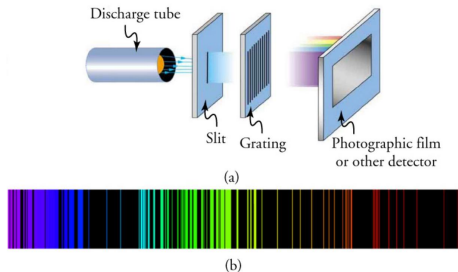 Discharge tube
Slit
Grating
Photographic film
or other detector
(a)
(b)